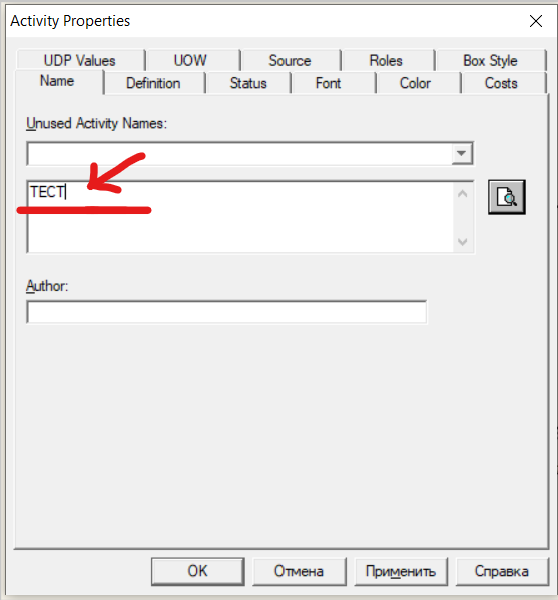 Activity Properties
UDP Values UOW Source Roles Box Style
Name Definition Status Font Color Costs
Unused Activity Names:
ТЕСТ
Author:
OK Отмена Применить Справка